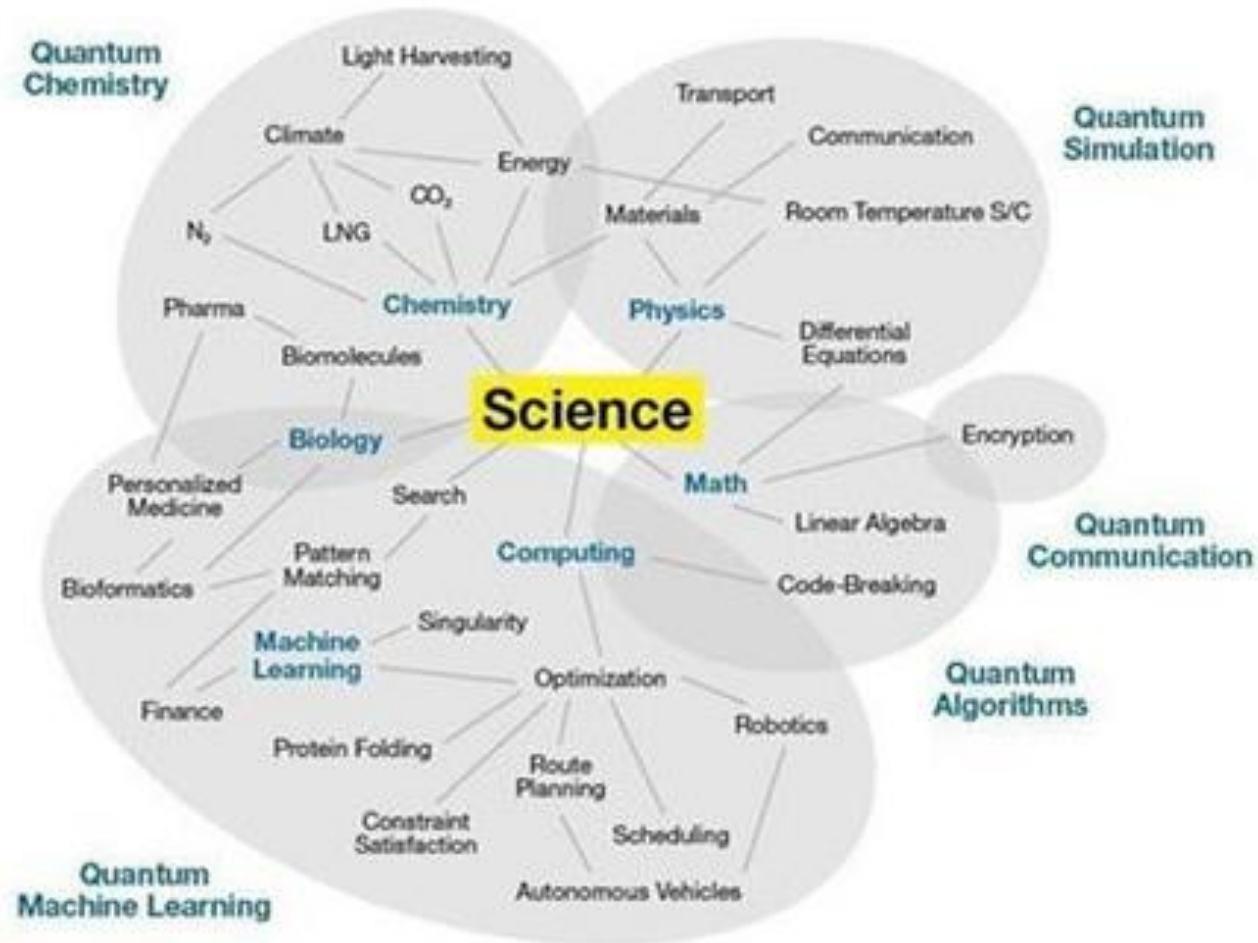 Quantum
Chemistry
Light Harvesting
Climate
Energy
CO₂
N₂
LNG
Chemistry
Pharma
Biomolecules
Transport
Communication
Materials
Room Temperature S/C
Physics
Differential
Equations
Quantum
Simulation
Science
Biology
Personalized
Medicine
Search
Pattern
Matching
Bioformatics
Computing
Math
Encryption
Linear Algebra
Code-Breaking
Quantum
Communication
Quantum
Algorithms
Machine
Learning
Singularity
Finance
Optimization
Protein Folding
Robotics
Route
Planning
Constraint
Satisfaction
Scheduling
Autonomous Vehicles
Quantum
Machine Learning